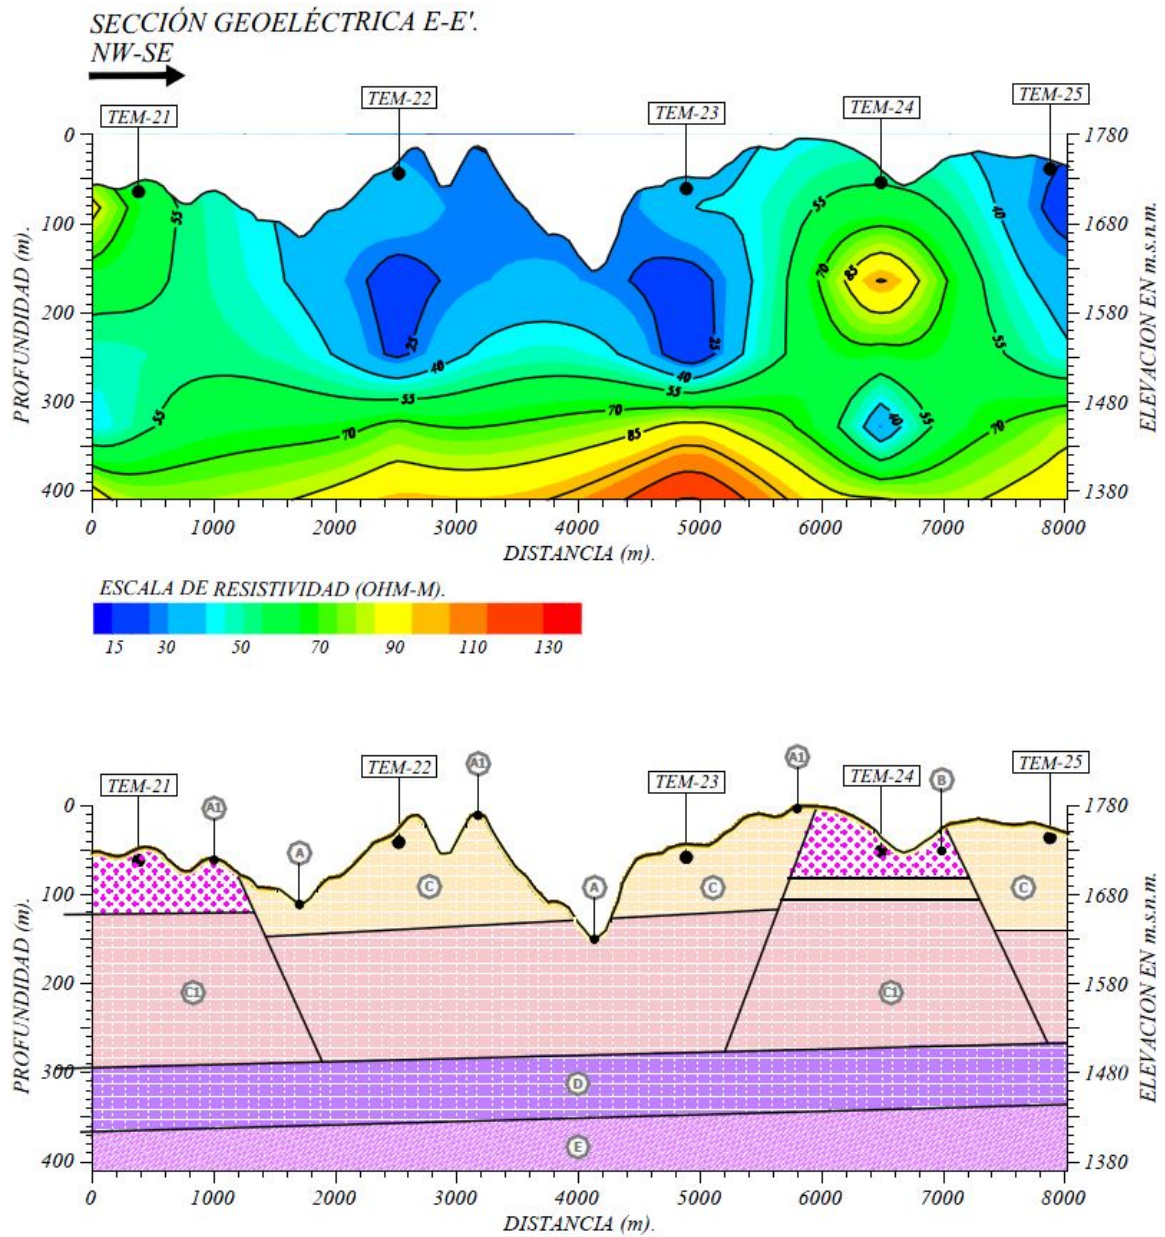 SECCIÓN GEOELÉCTRICA E-E'.
NW-SE
TEM-21
TEM-22
TEM-23
TEM-24
TEM-25
0
100
200
300
400
PROFUNDIDAD (m).
1780
1680
1580
1480
1380
ELEVACION EN m.s.n.m.
55
55
70
25
40
85
70
25
40
55
55
70
85
40
55
40
55
70
0 1000 2000 3000 4000 5000 6000 7000 8000
DISTANCIA (m).
ESCALA DE RESISTIVIDAD (OHM-M).
15 30 50 70 90 110 130
TEM-21
TEM-22
TEM-23
TEM-24
TEM-25
A1
A
A1
A
A1
B
C
C
C
C1
C1
D
E
0
100
200
300
400
PROFUNDIDAD (m).
1780
1680
1580
1480
1380
ELEVACION EN m.s.n.m.
0 1000 2000 3000 4000 5000 6000 7000 8000
DISTANCIA (m).